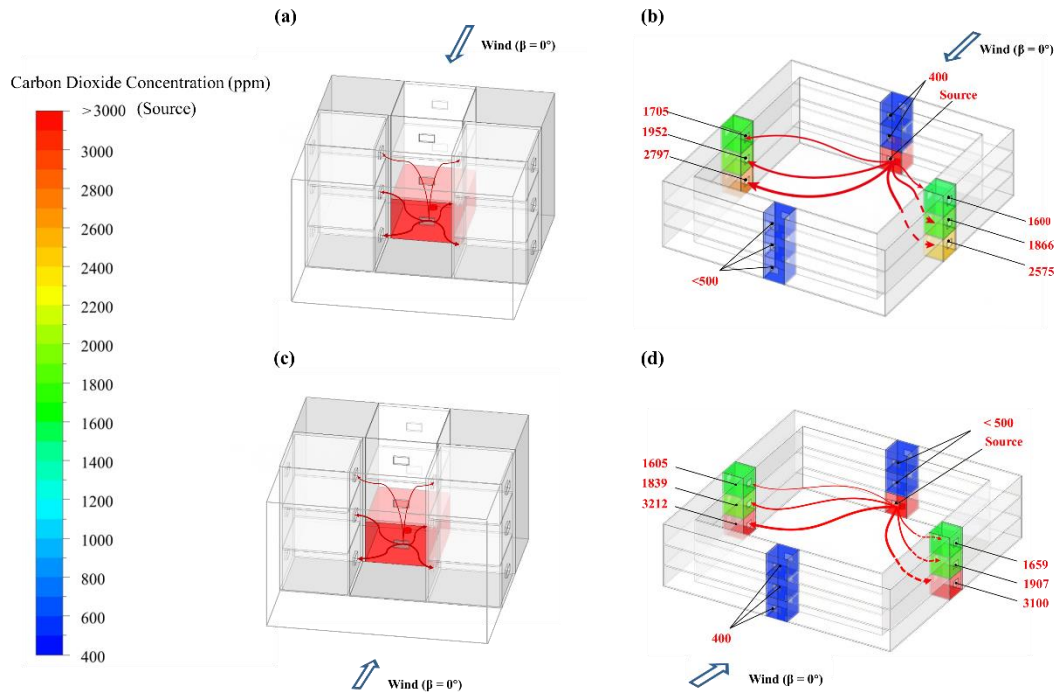 (a)
Wind (β = 0°)
(b)
Wind (β = 0°)
Carbon Dioxide Concentration (ppm)
(Source)
>3000
3000
2800
2600
2400
2200
2000
1800
1600
1400
1200
1000
800
600
400
400
Source
1705
1952
2797
1600
1866
2575
<500
(c)
Wind (β = 0°)
(d)
< 500
Source
1605
1839
3212
1659
1907
3100
400
Wind (β = 0°)